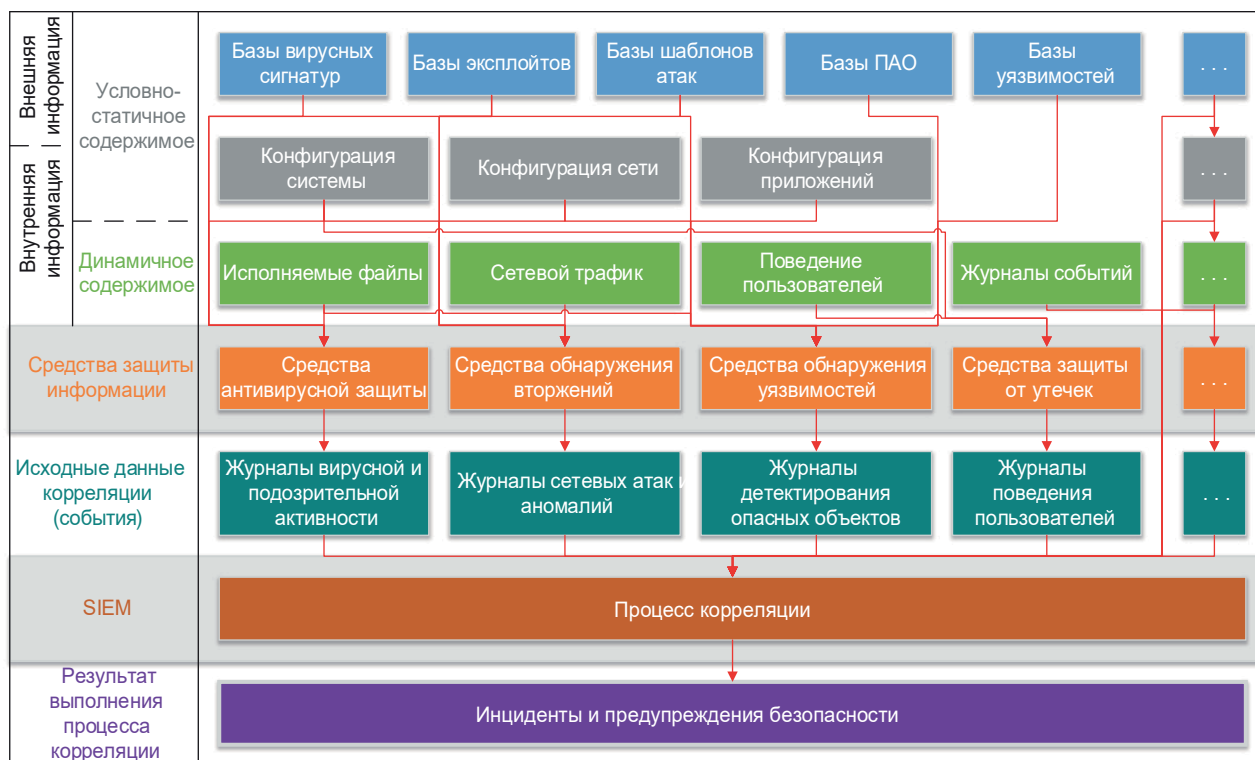 Внешняя
информация
Условно-
статичное
содержимое
Базы вирусных
сигнатур
Базы эксплойтов
Базы шаблонов
атак
Базы ПАО
Базы
уязвимостей
. . .
Внутренняя
информация
Конфигурация
системы
Конфигурация сети
Конфигурация
приложений
. . .
Динамичное
содержимое
Исполняемые файлы
Сетевой трафик
Поведение
пользователей
Журналы событий
. . .
Средства защиты
информации
Средства
антивирусной защиты
Средства обнаружения
вторжений
Средства обнаружения
уязвимостей
Средства защиты
от утечек
. . .
Исходные данные
корреляции
(события)
Журналы вирусной и
подозрительной
активности
Журналы сетевых атак и
аномалий
Журналы
детектирования
опасных объектов
Журналы
поведения
пользователей
. . .
SIEM
Процесс корреляции
Результат
выполнения
процесса
корреляции
Инциденты и предупреждения безопасности